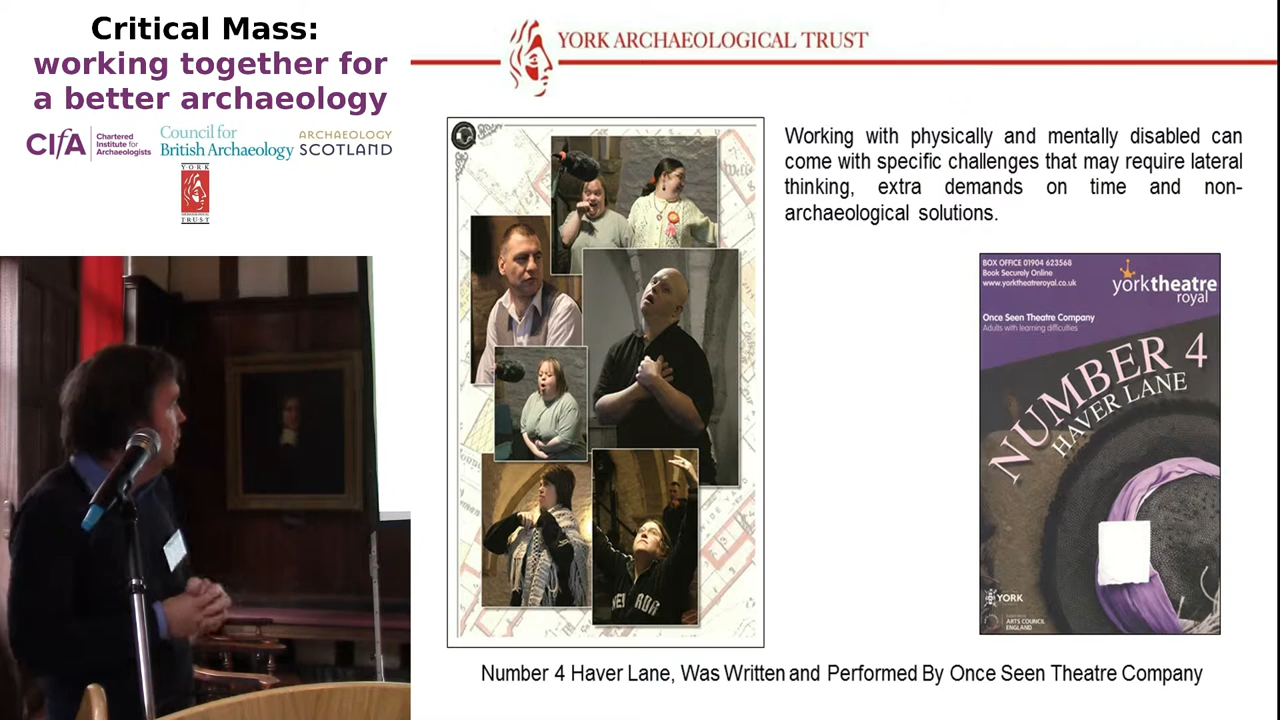 Critical Mass:
working together for
a better archaeology
CIfA
Chartered
Institute for
Archaeologists
Council for
British Archaeology
ARCHAEOLOGY
SCOTLAND
YORK
TRUST
YORK ARCHAEOLOGICAL TRUST
Working with physically and mentally disabled can
come with specific challenges that may require lateral
thinking, extra demands on time and non-
archaeological solutions.
BOX OFFICE 01904 623568
Book Securely Online
www.yorktheatreroyal.co.uk
yorktheatre
royal
Once Seen Theatre Company
Adults with learning difficulties
NUMBER 4
HAVER LANE
YORK
ARTS COUNCIL
ENGLAND
Number 4 Haver Lane, Was Written and Performed By Once Seen Theatre Company